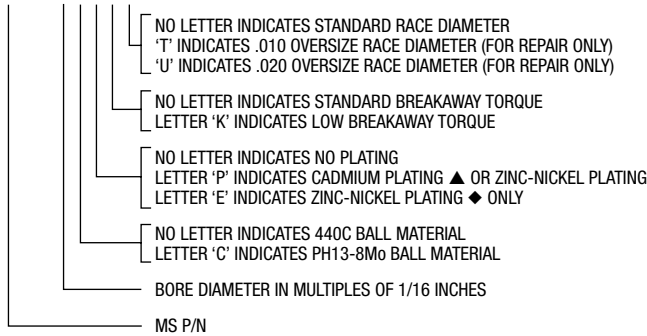 NO LETTER INDICATES STANDARD RACE DIAMETER
'T' INDICATES .010 OVERSIZE RACE DIAMETER (FOR REPAIR ONLY)
'U' INDICATES .020 OVERSIZE RACE DIAMETER (FOR REPAIR ONLY)
NO LETTER INDICATES STANDARD BREAKAWAY TORQUE
LETTER 'K' INDICATES LOW BREAKAWAY TORQUE
NO LETTER INDICATES NO PLATING
LETTER 'P' INDICATES CADMIUM PLATING ▲ OR ZINC-NICKEL PLATING
LETTER 'E' INDICATES ZINC-NICKEL PLATING ◆ ONLY
NO LETTER INDICATES 440C BALL MATERIAL
LETTER 'C' INDICATES PH13-8Mo BALL MATERIAL
BORE DIAMETER IN MULTIPLES OF 1/16 INCHES
MS P/N